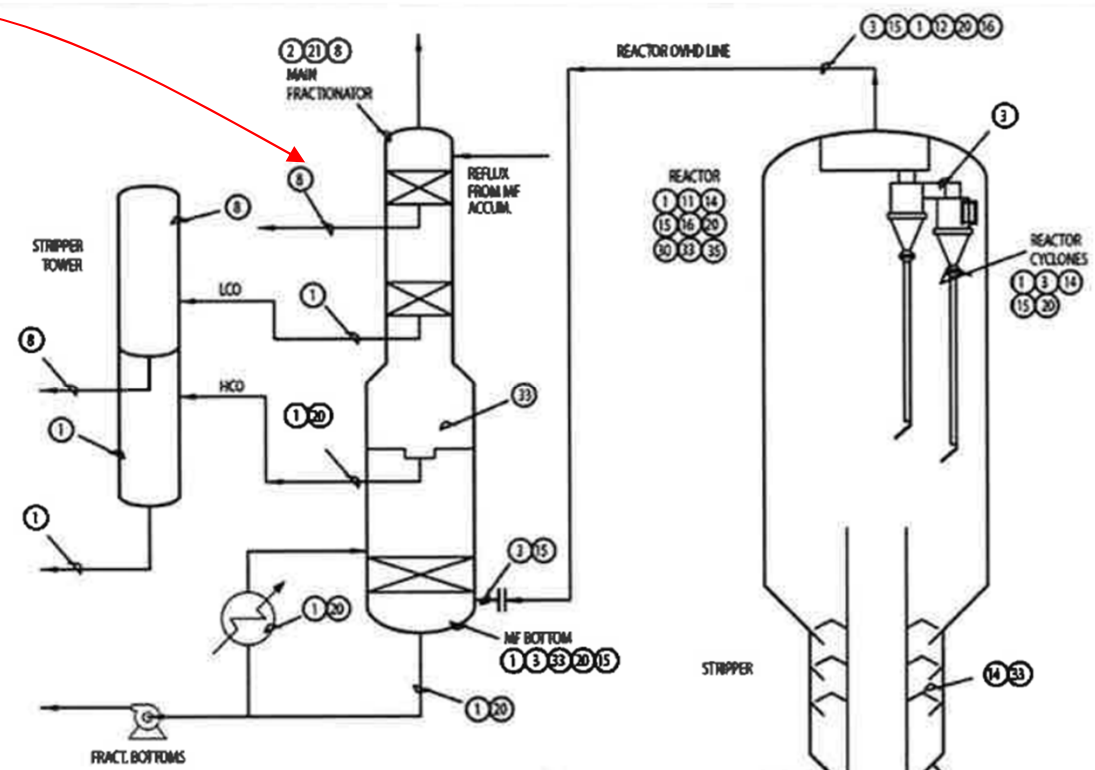 3 15 1 12 20 16
REACTOR OVHD LINE
2 21 8
MAIN
FRACTIONATOR
3
8
REFLUX
FROM MF
ACCUM.
REACTOR
1 11 14
15 16 20
30 33 35
8
STRIPPER
TOWER
REACTOR
CYCLONES
1 3 14
15 20
LCO
1
8
HCO
33
1 20
1
1
3 15
1 20
MF BOTTOM
1 3 33 20 15
STRIPPER
14 33
1 20
FRACT. BOTTOMS